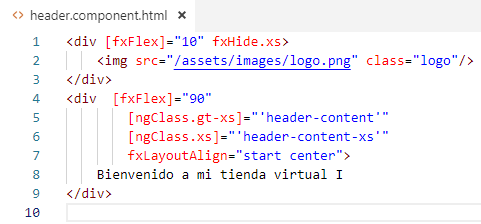 header.component.html ×
1 <div [fxFlex]="10" fxHide.xs>
2     <img src="/assets/images/logo.png" class="logo"/>
3 </div>
4 <div  [fxFlex]="90"
5         [ngClass.gt-xs]="'header-content'"
6         [ngClass.xs]="'header-content-xs'"
7         fxLayoutAlign="start center">
8     Bienvenido a mi tienda virtual I
9 </div>
10